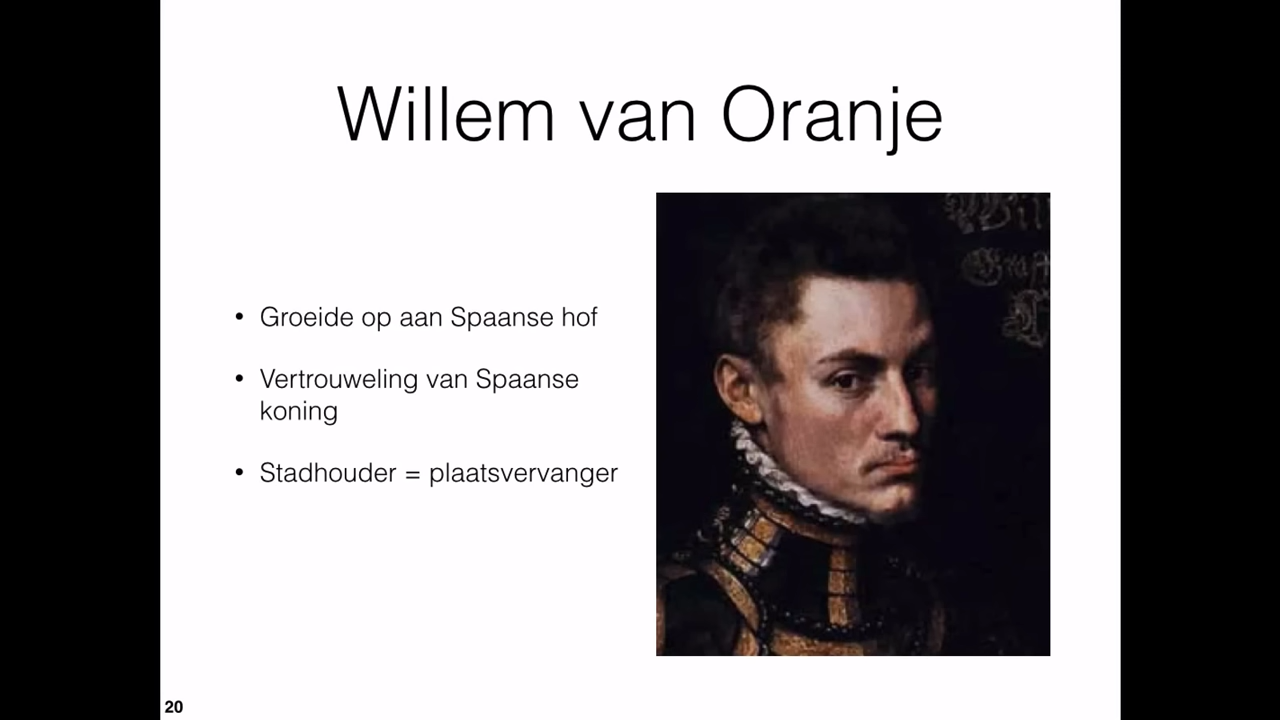 Willem van Oranje
• Groeide op aan Spaanse hof
• Vertrouweling van Spaanse
koning
• Stadhouder = plaatsvervanger
20